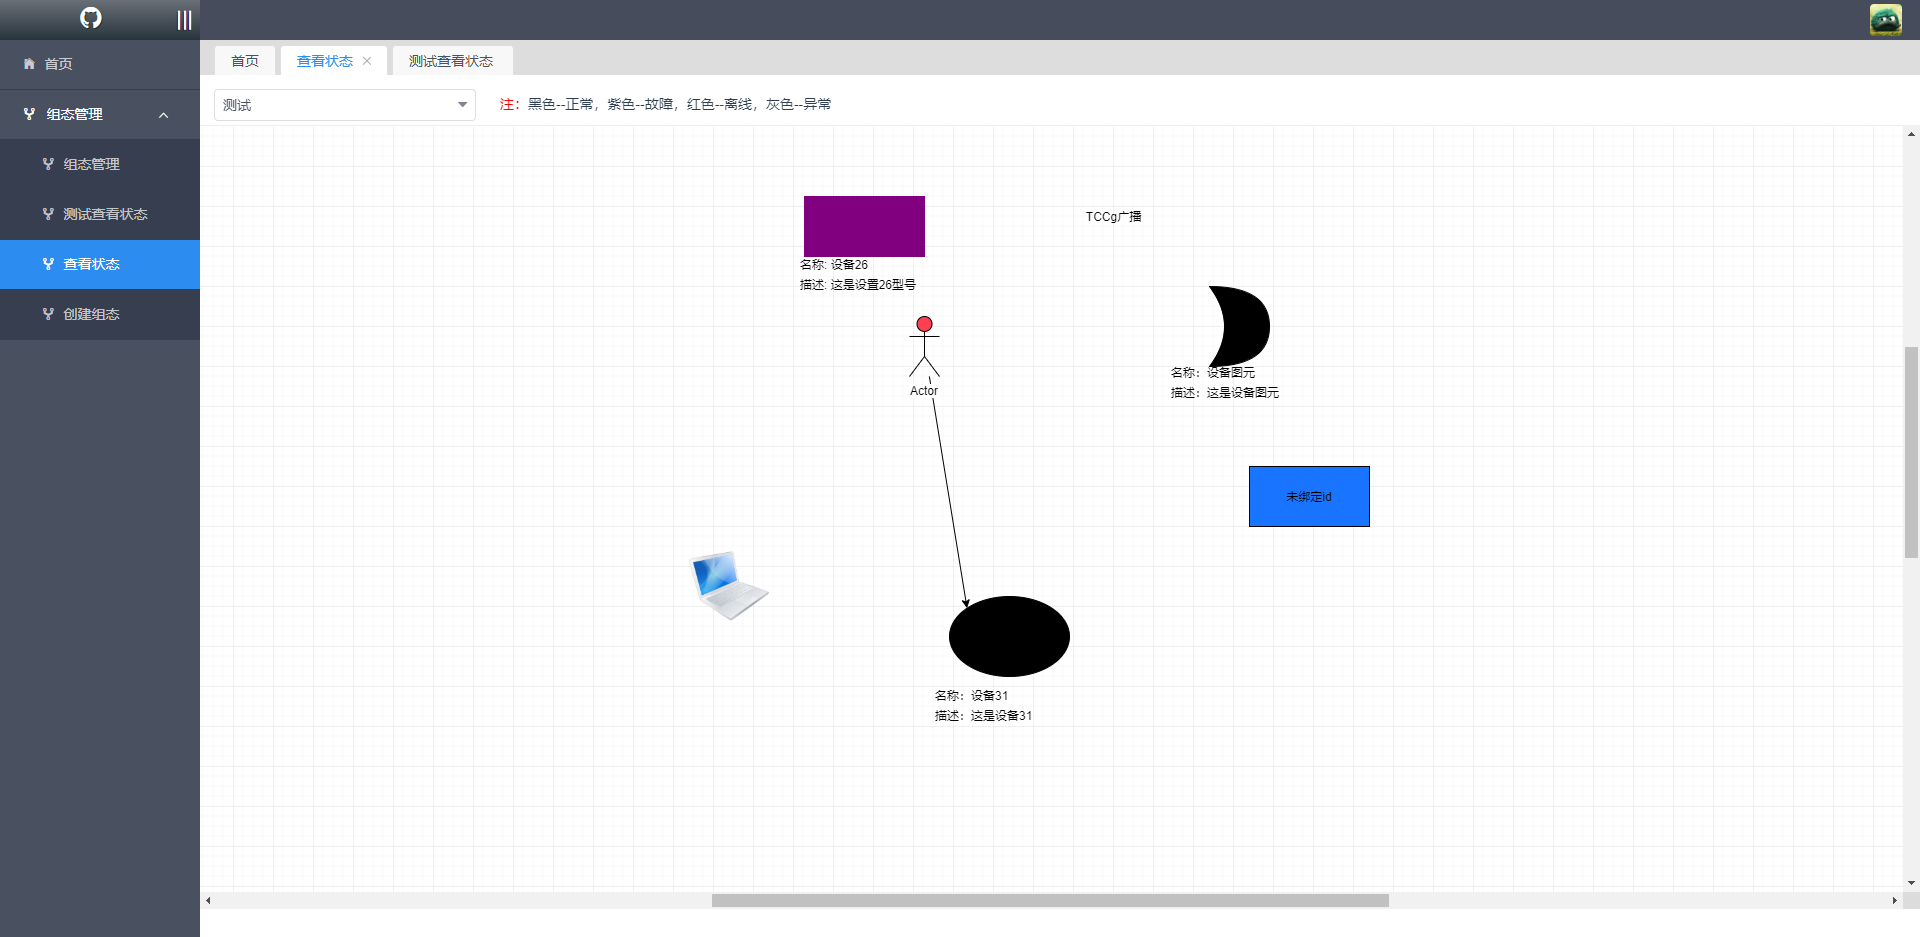 首页
组态管理
组态管理
测试查看状态
查看状态
创建组态
首页
查看状态
测试查看状态
测试
注：黑色--正常，紫色--故障，红色--离线，灰色--异常
TCCg广播
名称: 设备26
描述: 这是设置26型号
Actor
名称：设备图元
描述：这是设备图元
未绑定id
名称：设备31
描述：这是设备31